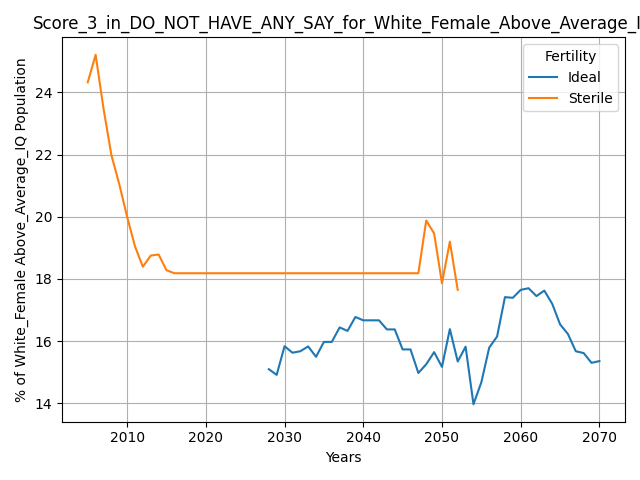 Score_3_in_DO_NOT_HAVE_ANY_SAY_for_White_Female_Above_Average_I
% of White_Female Above_Average_IQ Population
Fertility
Ideal
Sterile
24
22
20
18
16
14
2010 2020 2030 2040 2050 2060 2070
Years